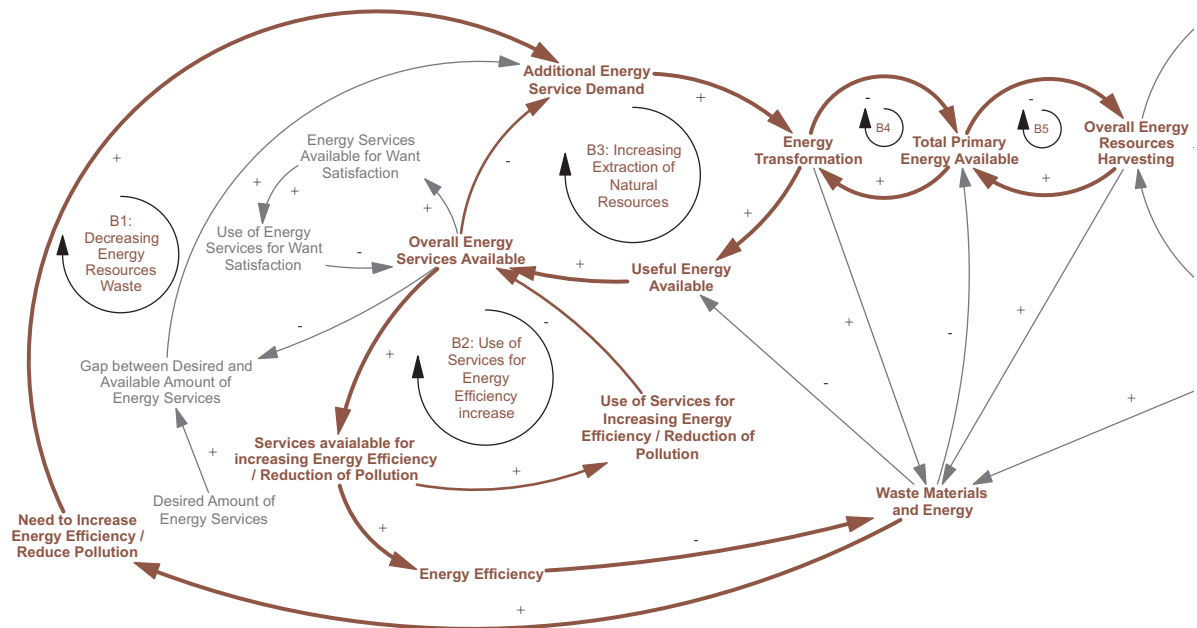 Additional Energy
Service Demand
+
+
-
B4
-
B5
Overall Energy
Resources
Harvesting
Energy
Transformation
Total Primary
Energy Available
+
+
Energy Services
Available for Want
Satisfaction
-
B3: Increasing
Extraction of
Natural
Resources
+
+
+
+
B1:
Decreasing
Energy
Resources
Waste
Use of Energy
Services for Want
Satisfaction
-
Overall Energy
Services Available
+
Useful Energy
Available
-
-
B2: Use of
Services for
Energy
Efficiency
increase
+
+
+
-
-
Gap between Desired and
Available Amount of
Energy Services
Use of Services for
Increasing Energy
Efficiency / Reduction of
Pollution
+
Services avaialable for
increasing Energy Efficiency
/ Reduction of Pollution
+
+
Desired Amount of
Energy Services
Waste Materials
and Energy
Need to Increase
Energy Efficiency /
Reduce Pollution
+
-
Energy Efficiency
+